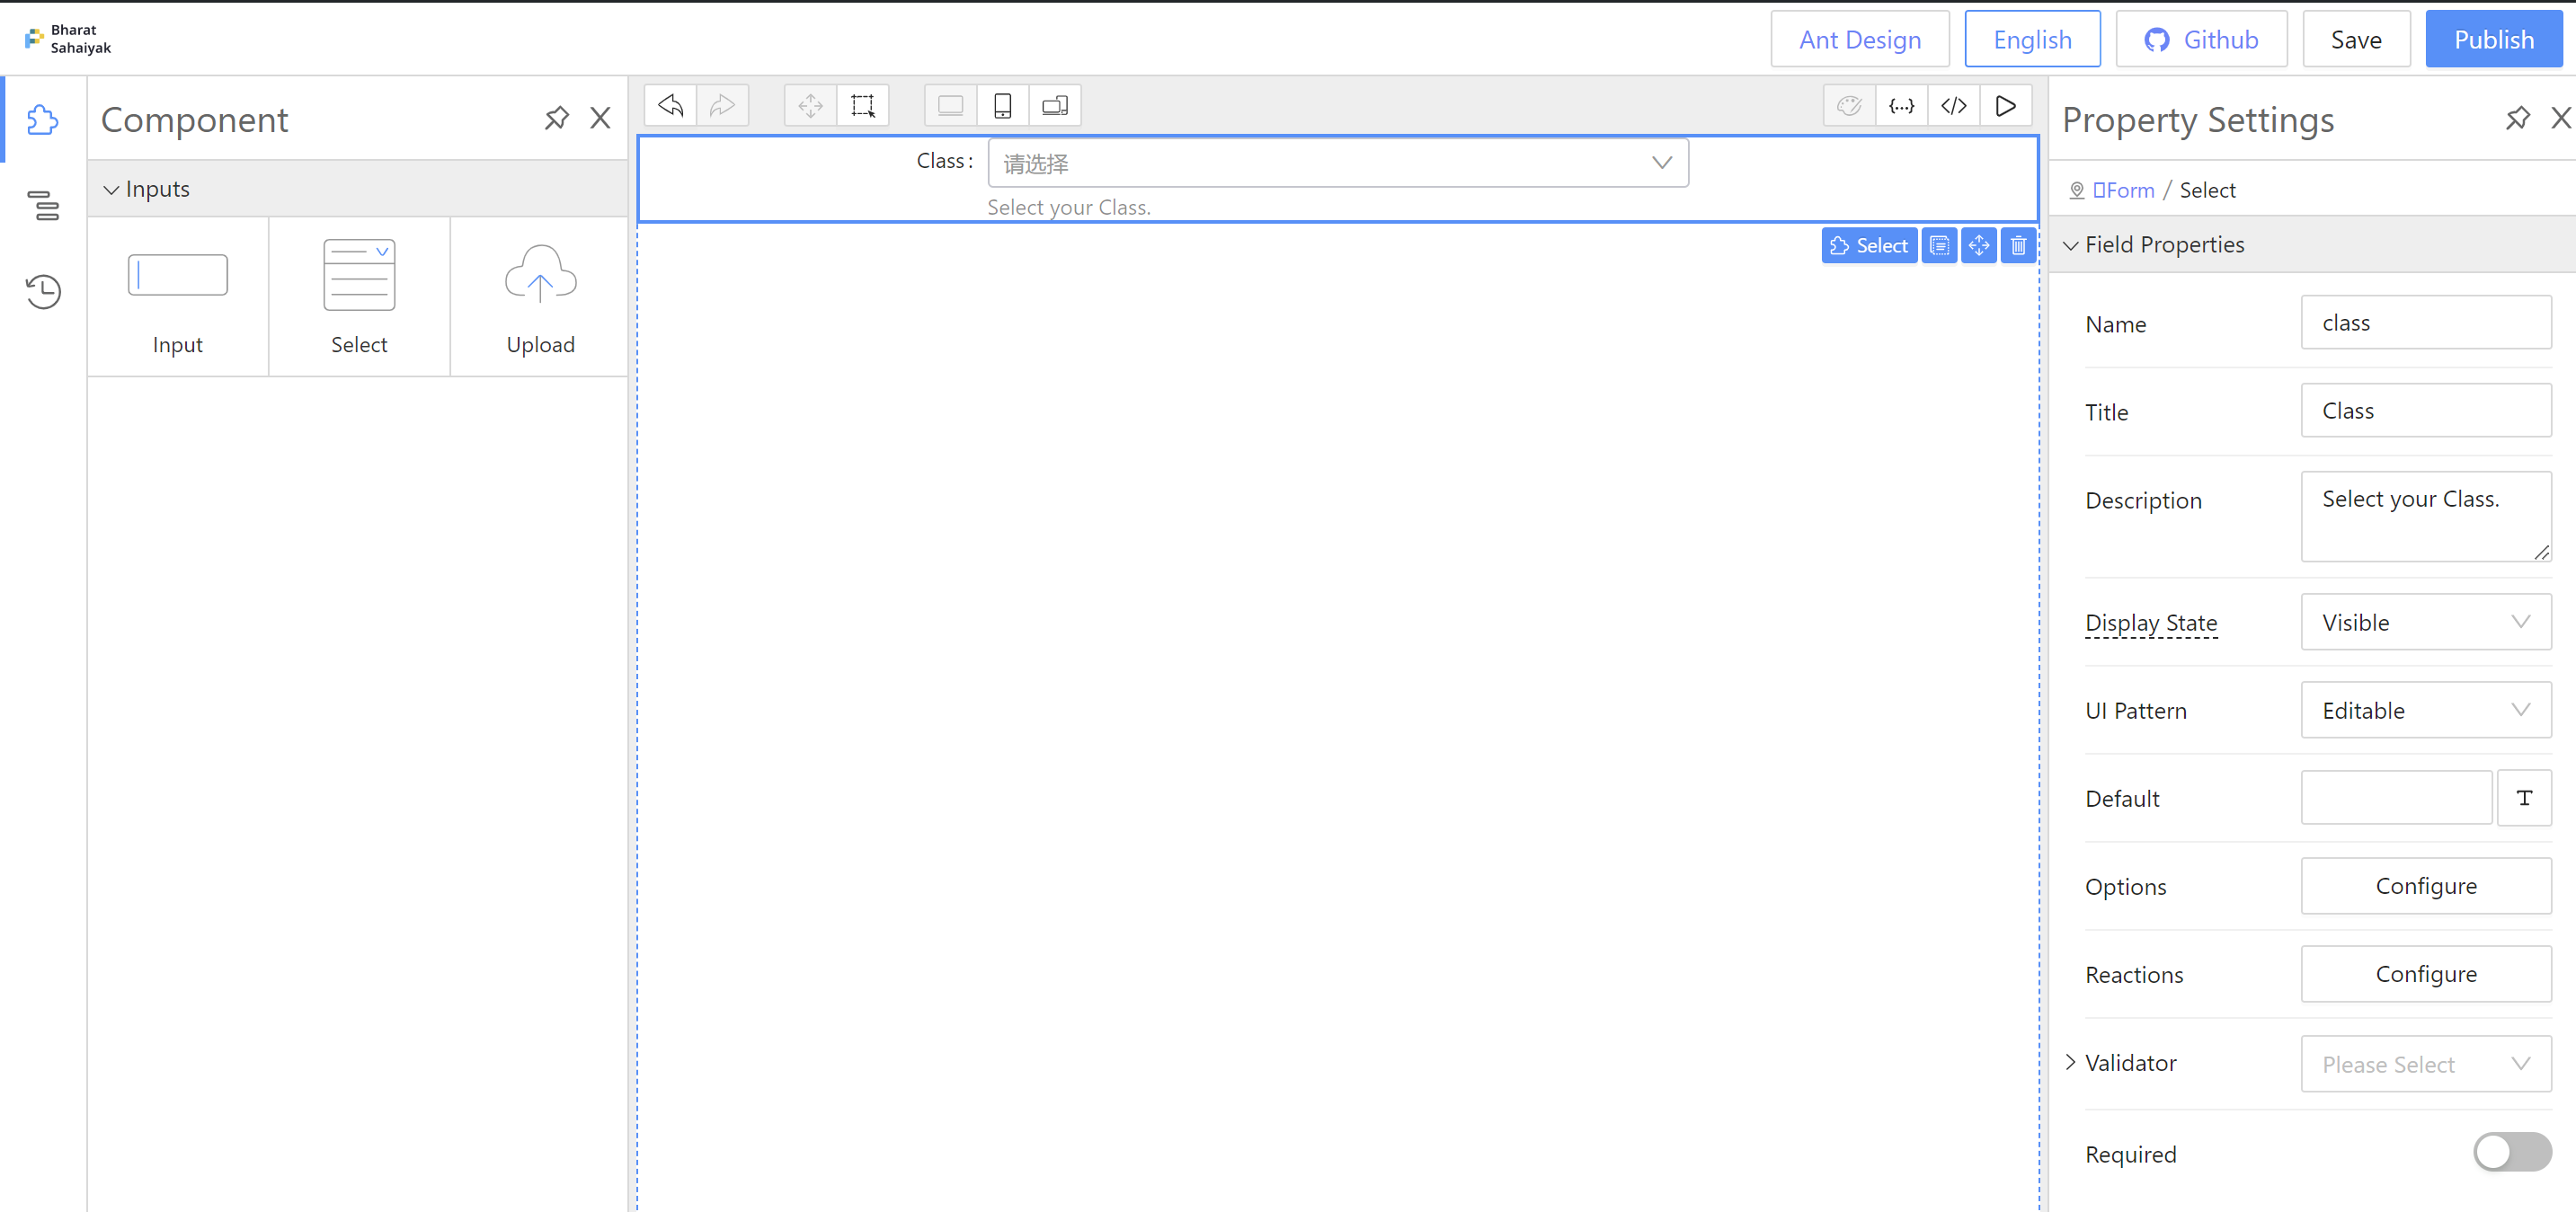 Bharat
Sahaiyak
Ant Design
English
Github
Save
Publish
Component
Inputs
Input
Select
Upload
{...}
</>
Class :
请选择
Select your Class.
Select
Property Settings
Form / Select
Field Properties
Name
class
Title
Class
Description
Select your Class.
Display State
Visible
UI Pattern
Editable
Default
T
Options
Configure
Reactions
Configure
Validator
Please Select
Required